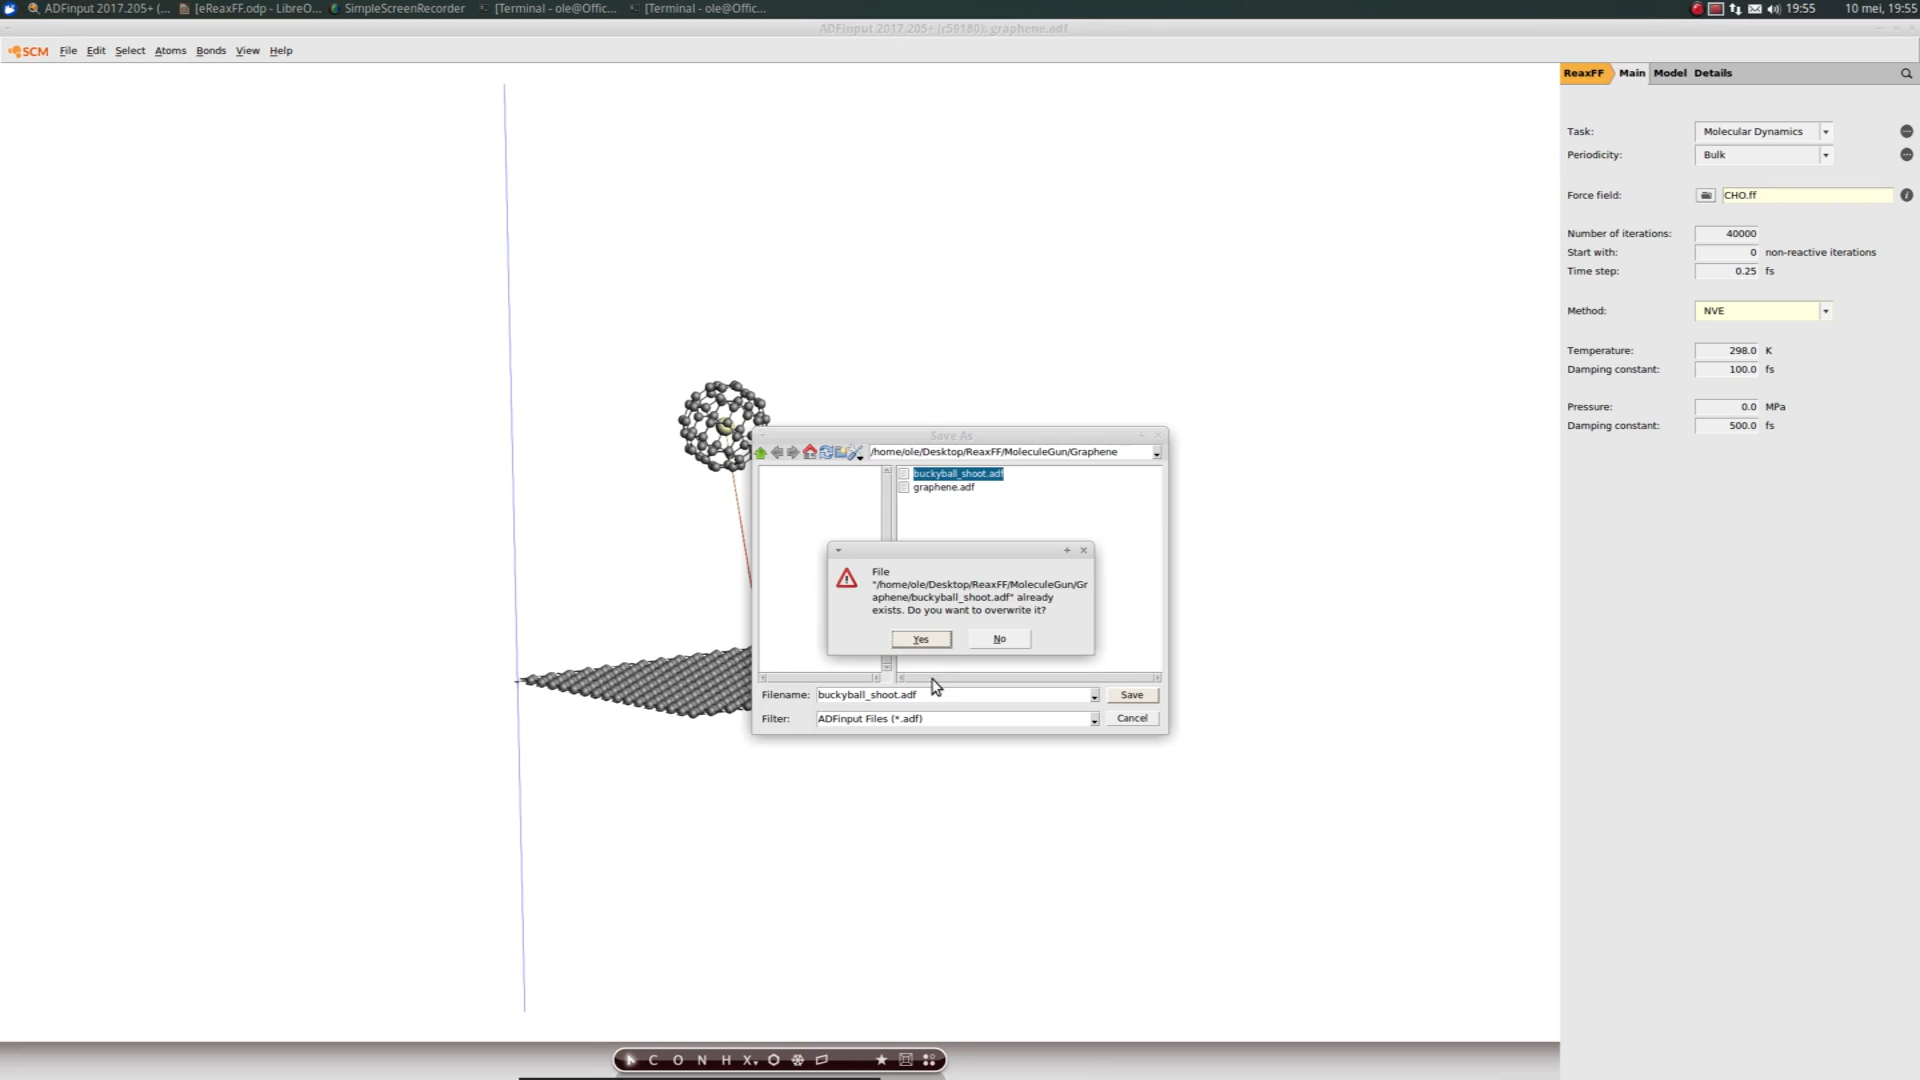 ADFinput 2017.205+ (... [eReaxFF.odp - LibreO... SimpleScreenRecorder [Terminal - ole@Offic... [Terminal - ole@Offic... 19:55 10 mei, 19:55
ADFinput 2017.205+ (r59180): graphene.adf
SCM File Edit Select Atoms Bonds View Help
ReaxFF Main Model Details
Task: Molecular Dynamics
Periodicity: Bulk
Force field: CHO.ff
Number of iterations: 40000
Start with: 0 non-reactive iterations
Time step: 0.25 fs
Method: NVE
Temperature: 298.0 K
Damping constant: 100.0 fs
Pressure: 0.0 MPa
Damping constant: 500.0 fs
Save As
/home/ole/Desktop/ReaxFF/MoleculeGun/Graphene
buckyball_shoot.adf
graphene.adf
File
"/home/ole/Desktop/ReaxFF/MoleculeGun/Gr
aphene/buckyball_shoot.adf" already
exists. Do you want to overwrite it?
Yes No
Filename: buckyball_shoot.adf Save
Filter: ADFinput Files (*.adf) Cancel
C O N H X